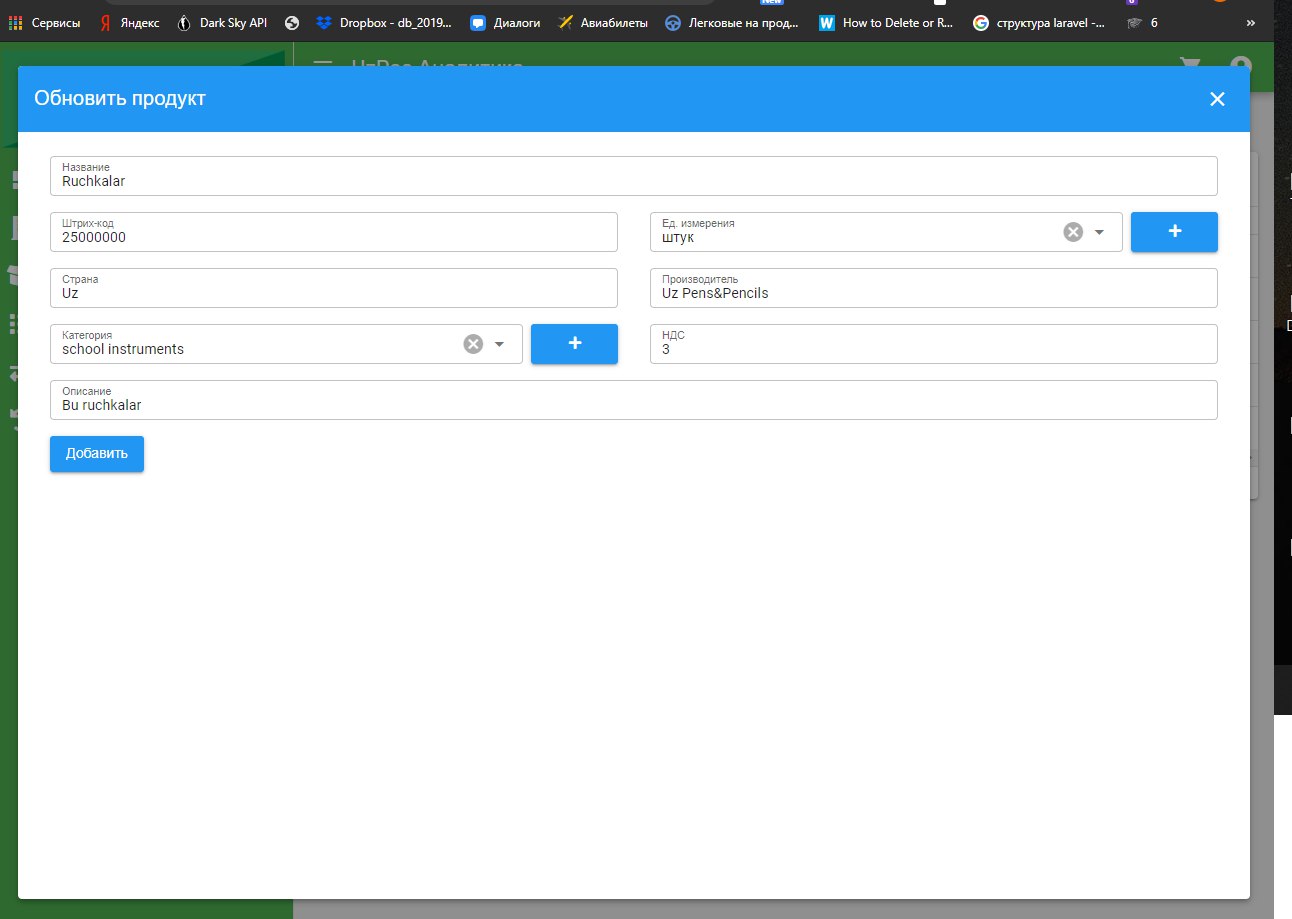 New
Сервисы Яндекс Dark Sky API Dropbox - db_2019... Диалоги Авиабилеты Легковые на прод... How to Delete or R... структура laravel -... 6 »
Обновить продукт
Название
Ruchkalar
Штрих-код
25000000
Ед. измерения
штук
+
Страна
Uz
Производитель
Uz Pens&Pencils
Категория
school instruments
+
НДС
3
Описание
Bu ruchkalar
Добавить